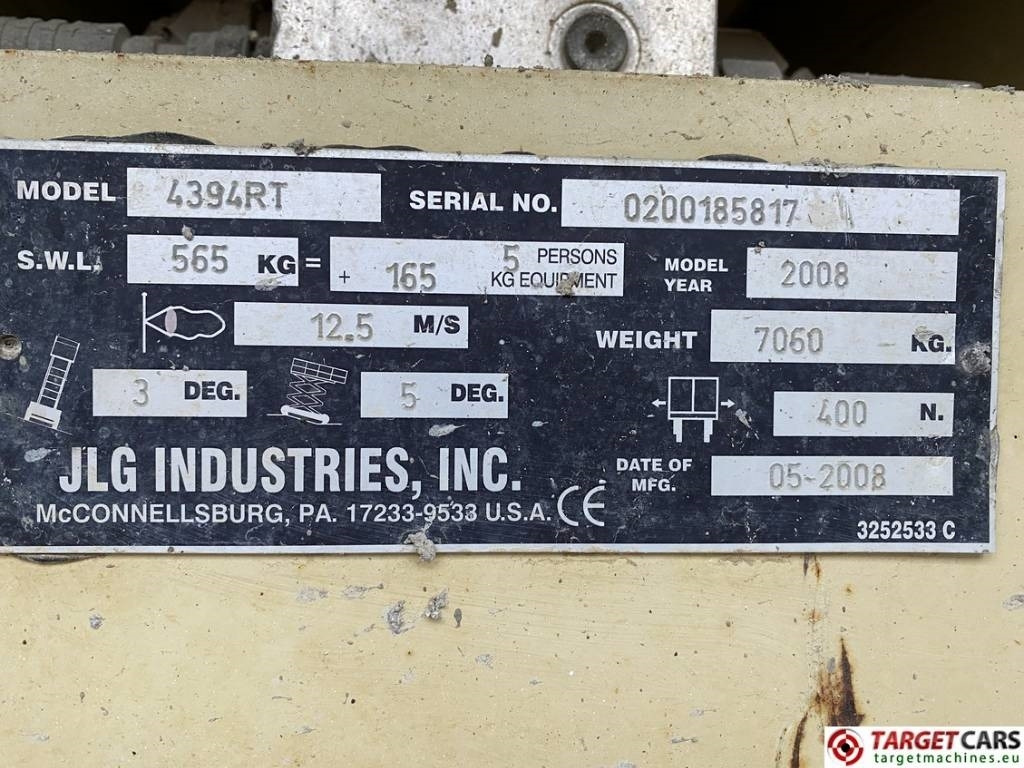 MODEL 4394RT SERIAL NO. 0200185817
S.W.L. 565 KG = 5 PERSONS
+ 165 KG EQUIPMENT
MODEL YEAR 2008
12.5 M/S
WEIGHT 7060 KG.
3 DEG. 5 DEG.
400 N.
JLG INDUSTRIES, INC.
McCONNELLSBURG, PA. 17233-9533 U.S.A. CE
DATE OF MFG. 05-2008
3252533 C
TARGETCARS
targetmachines.eu